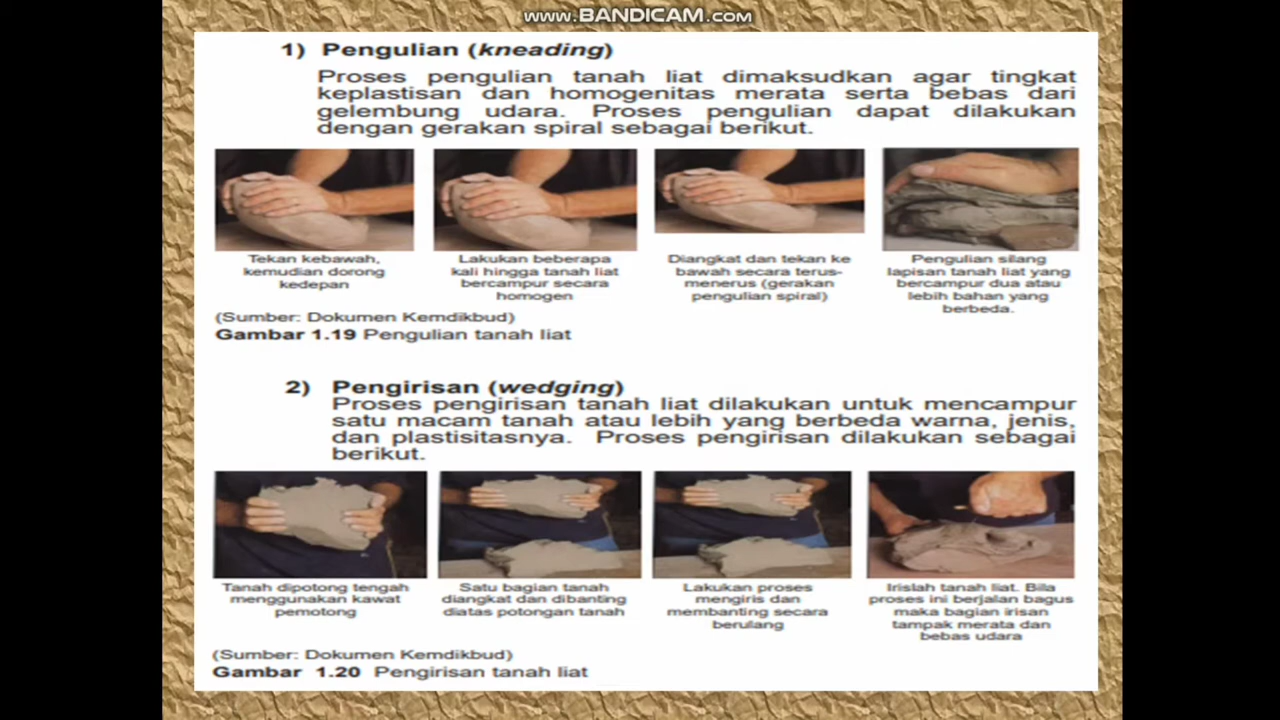 www.BANDICAM.com
1) Pengulian (kneading)
Proses pengulian tanah liat dimaksudkan agar tingkat
keplastisan dan homogenitas merata serta bebas dari
gelembung udara. Proses pengulian dapat dilakukan
dengan gerakan spiral sebagai berikut.
Tekan kebawah,
kemudian dorong
kedepan
Lakukan beberapa
kali hingga tanah liat
bercampur secara
homogen
Diangkat dan tekan ke
bawah secara terus-
menerus (gerakan
pengulian spiral)
Pengulian silang
lapisan tanah liat yang
bercampur dua atau
lebih bahan yang
berbeda.
(Sumber: Dokumen Kemdikbud)
Gambar 1.19 Pengulian tanah liat
2) Pengirisan (wedging)
Proses pengirisan tanah liat dilakukan untuk mencampur
satu macam tanah atau lebih yang berbeda warna, jenis,
dan plastisitasnya. Proses pengirisan dilakukan sebagai
berikut.
Tanah dipotong tengah
menggunakan kawat
pemotong
Satu bagian tanah
diangkat dan dibanting
diatas potongan tanah
Lakukan proses
mengiris dan
membanting secara
berulang
Irislah tanah liat. Bila
proses ini berjalan bagus
maka bagian irisan
tampak merata dan
bebas udara
(Sumber: Dokumen Kemdikbud)
Gambar 1.20 Pengirisan tanah liat